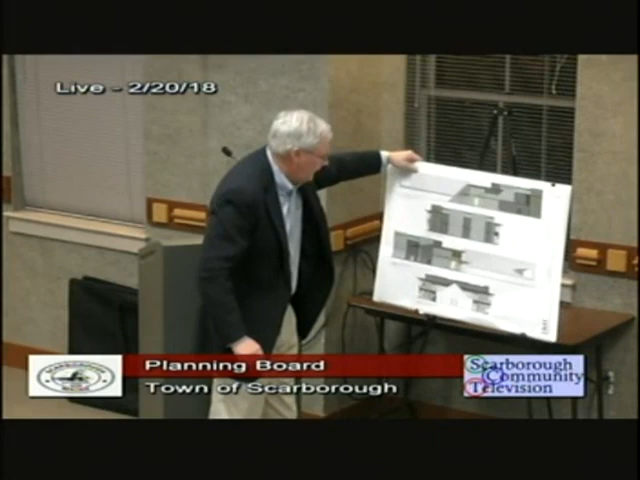 Live - 2/20/18
Planning Board
Town of Scarborough
Scarborough
Community
Television